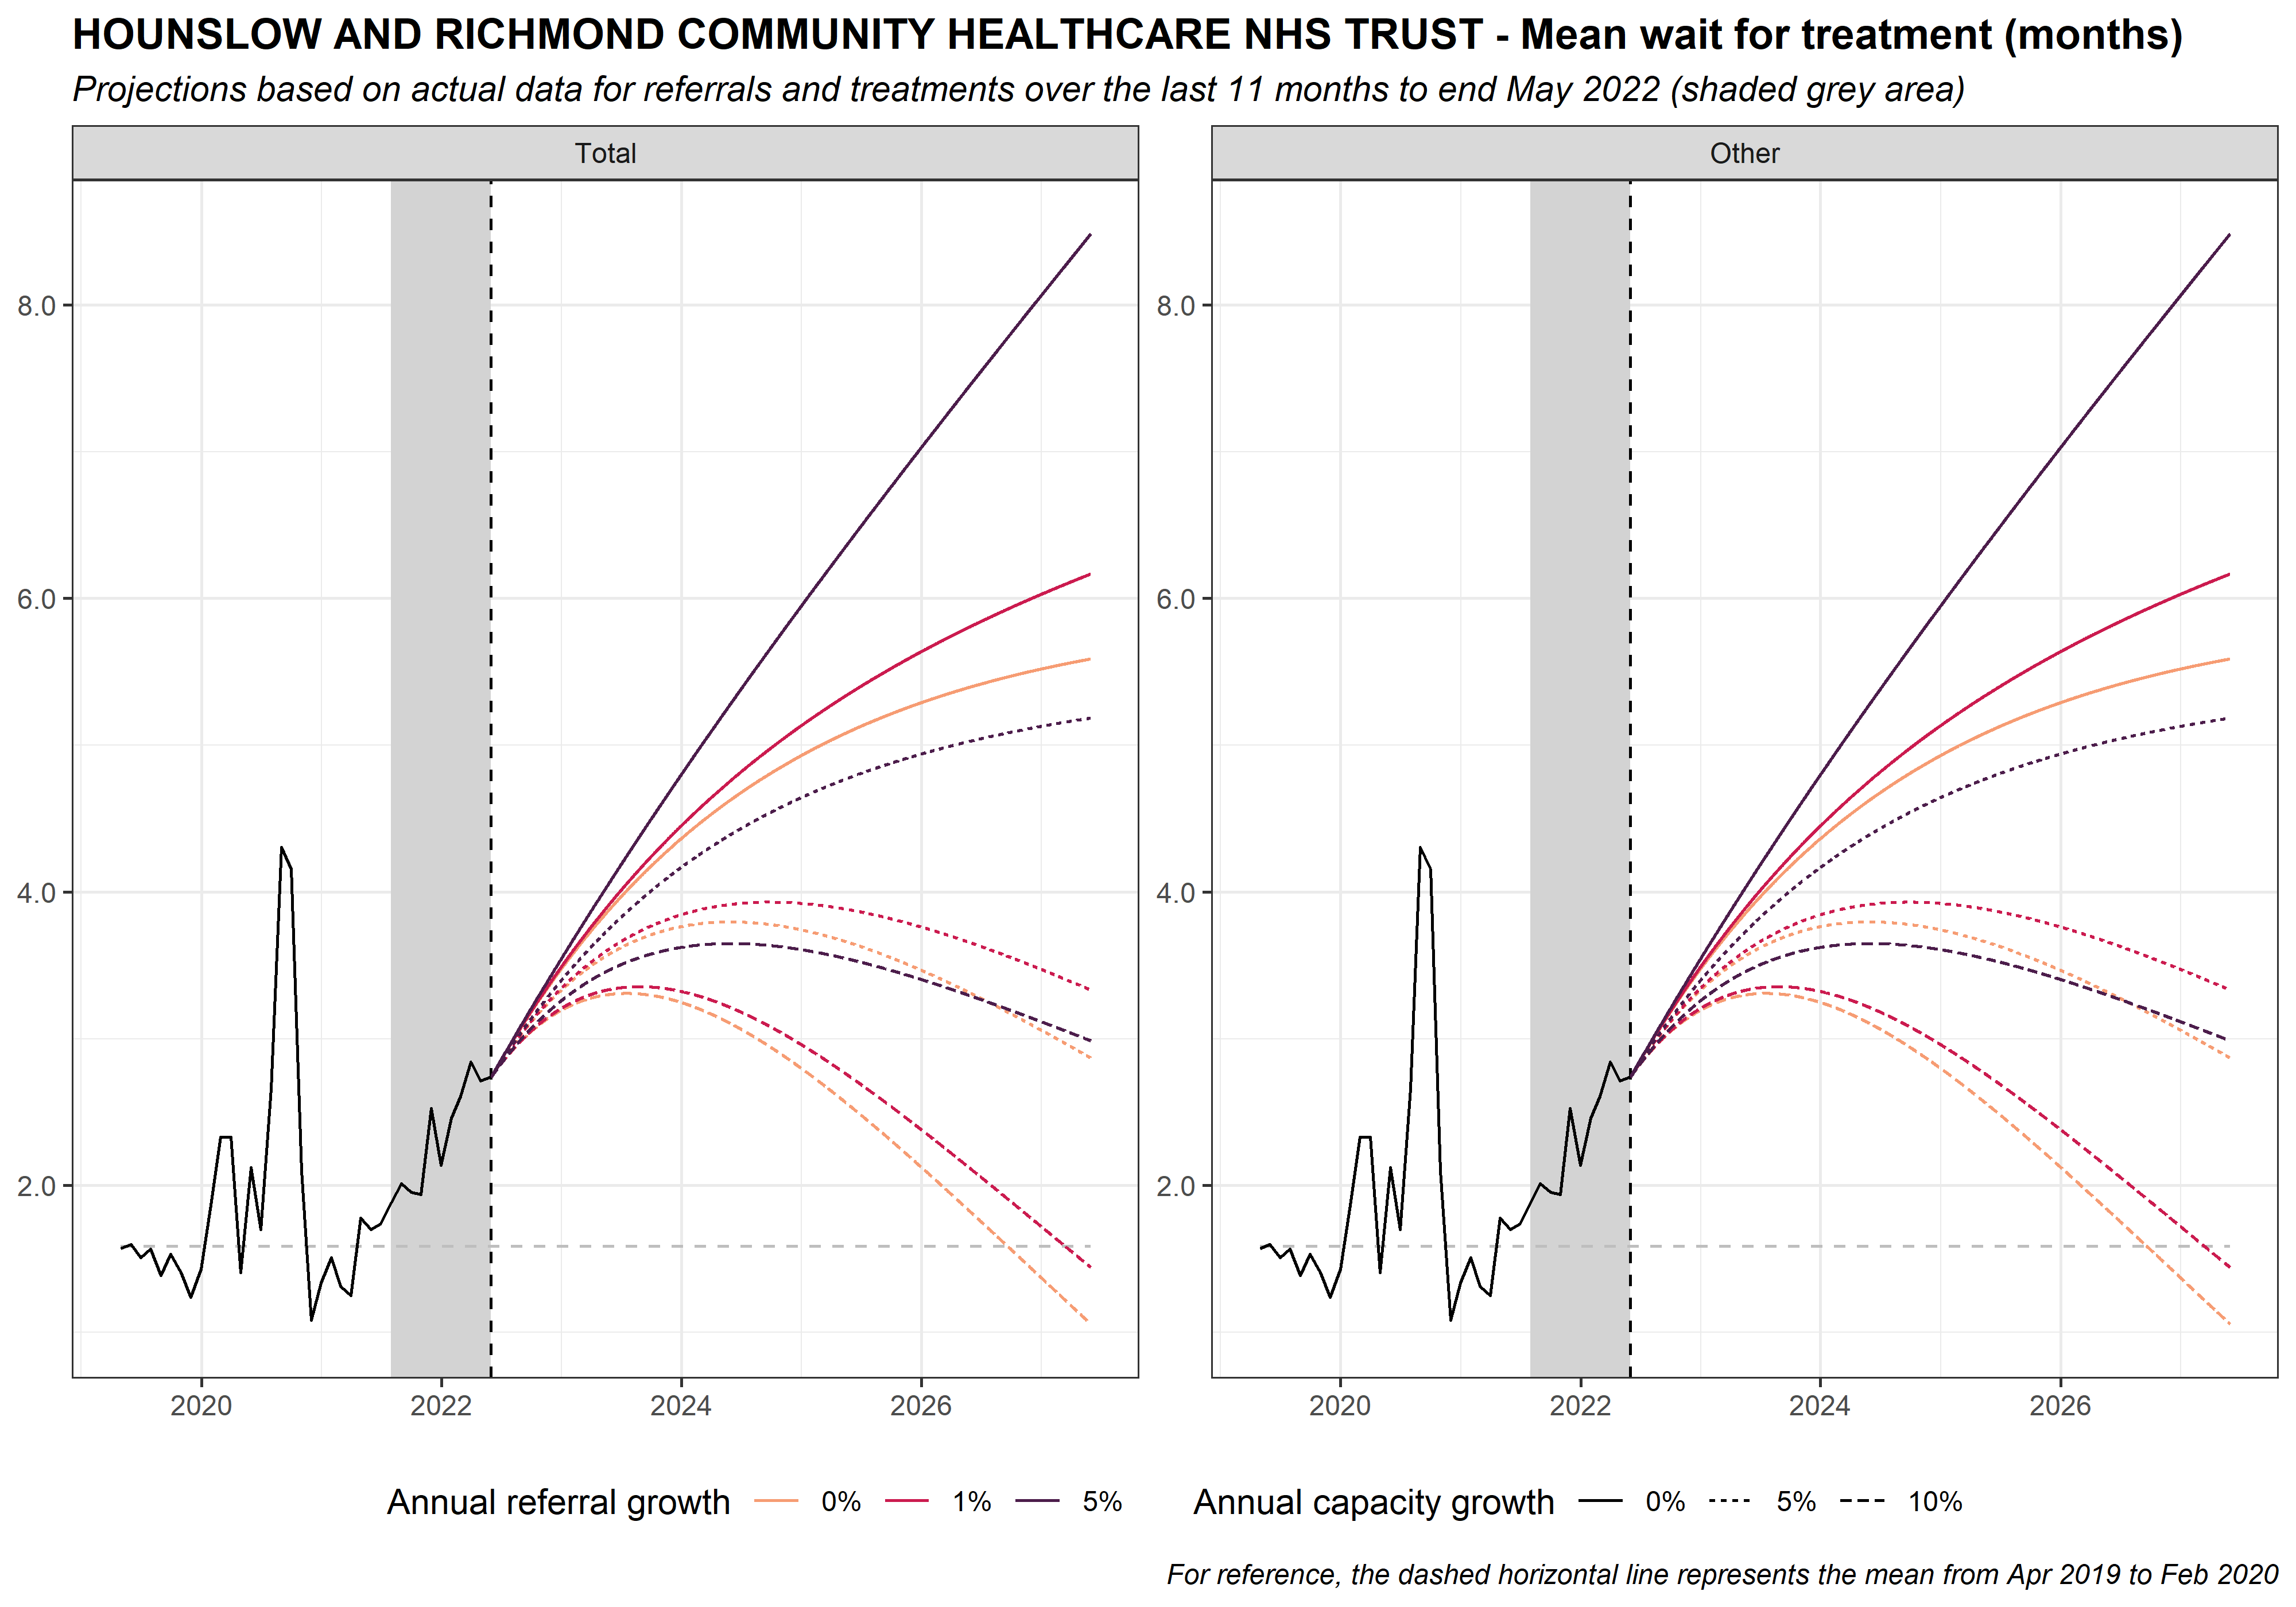 HOUNSLOW AND RICHMOND COMMUNITY HEALTHCARE NHS TRUST - Mean wait for treatment (months)
Projections based on actual data for referrals and treatments over the last 11 months to end May 2022 (shaded grey area)
Total
Other
8.0
6.0
4.0
2.0
8.0
6.0
4.0
2.0
2020 2022 2024 2026
2020 2022 2024 2026
Annual referral growth 0% 1% 5%
Annual capacity growth 0% 5% 10%
For reference, the dashed horizontal line represents the mean from Apr 2019 to Feb 2020